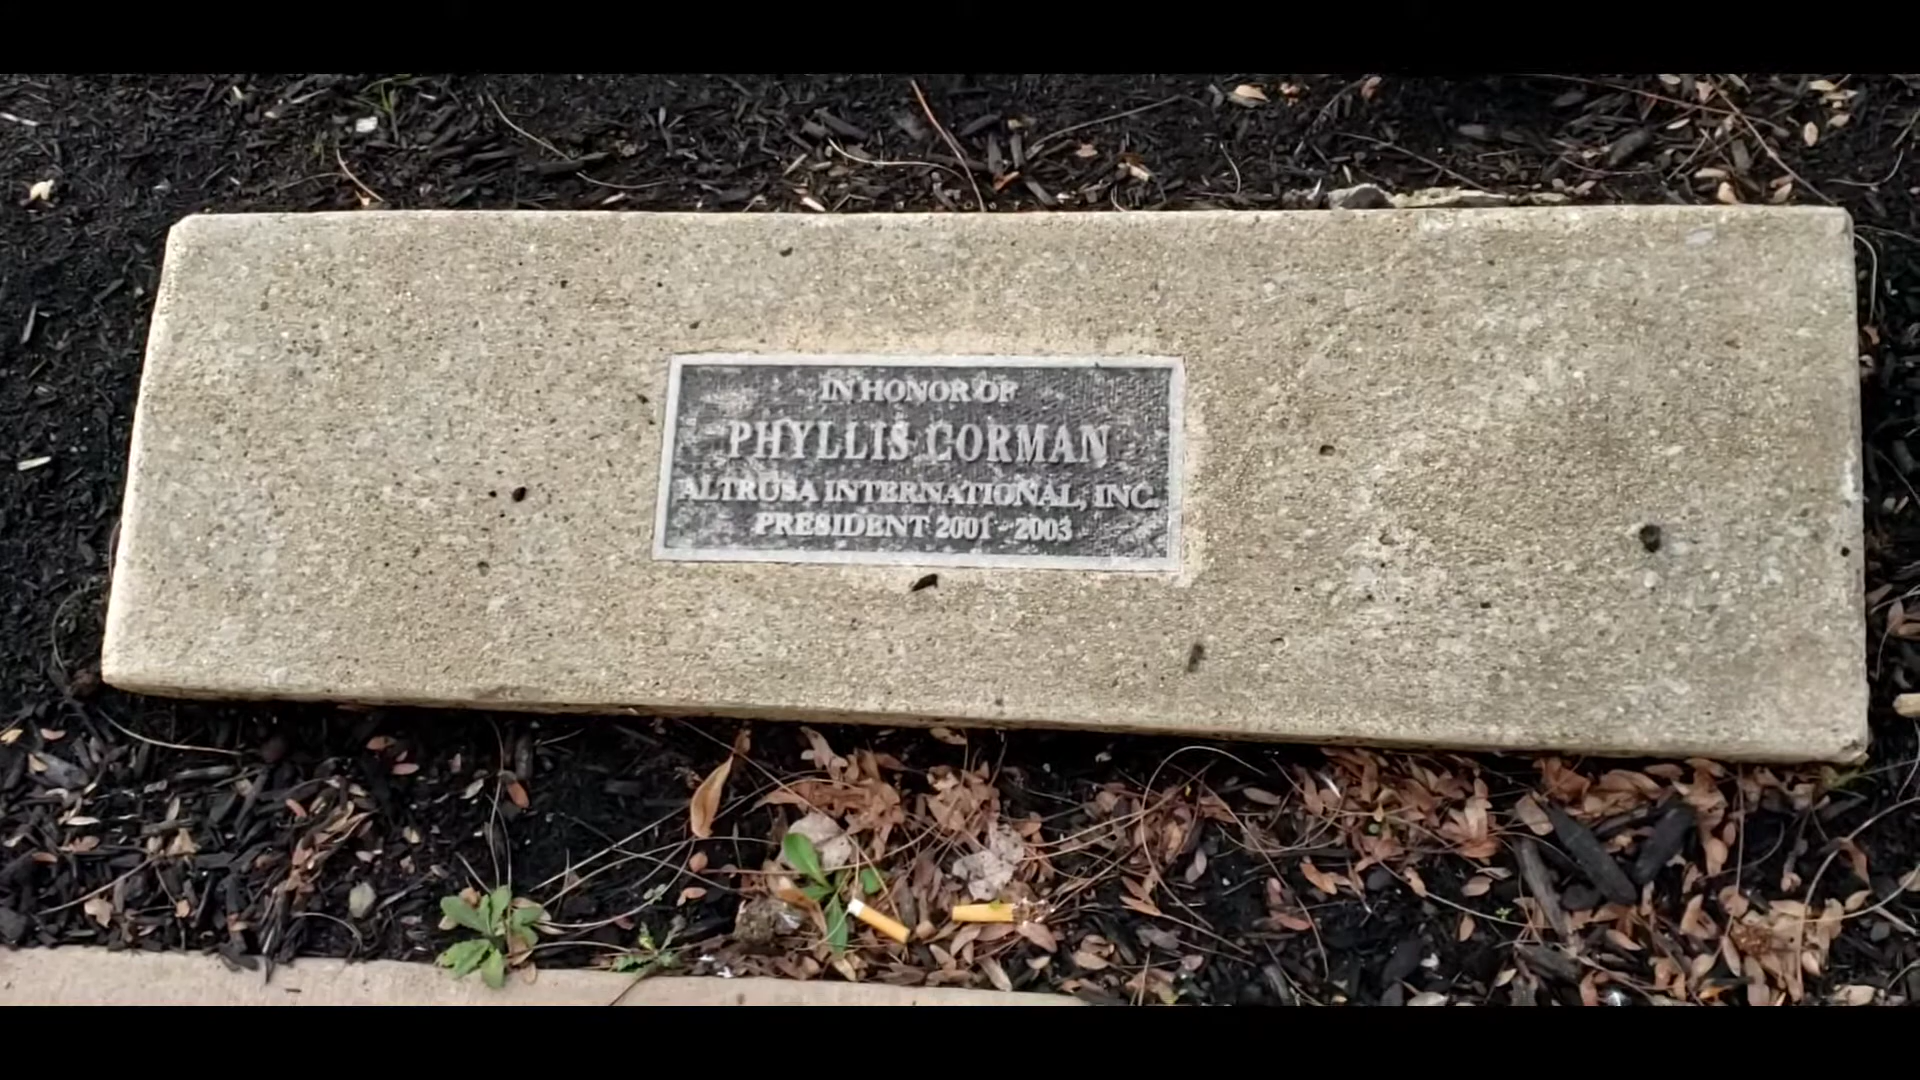 IN HONOR OF
PHYLLIS CORMAN
ALTRUSA INTERNATIONAL, INC.
PRESIDENT 2001 - 2003